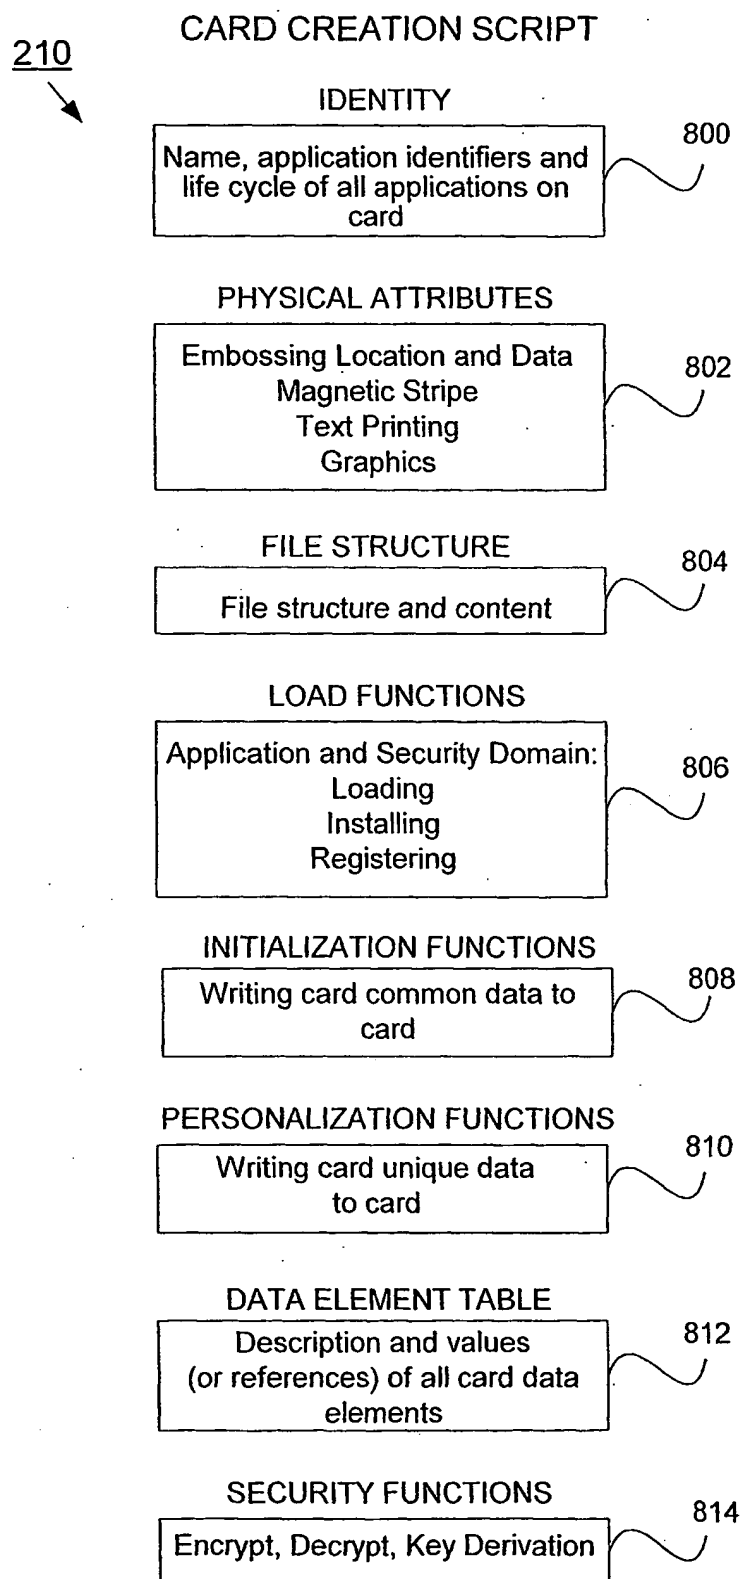 CARD CREATION SCRIPT
210
IDENTITY
800
Name, application identifiers and
life cycle of all applications on
card
PHYSICAL ATTRIBUTES
802
Embossing Location and Data
Magnetic Stripe
Text Printing
Graphics
FILE STRUCTURE
804
File structure and content
LOAD FUNCTIONS
806
Application and Security Domain:
Loading
Installing
Registering
INITIALIZATION FUNCTIONS
808
Writing card common data to
card
PERSONALIZATION FUNCTIONS
810
Writing card unique data
to card
DATA ELEMENT TABLE
812
Description and values
(or references) of all card data
elements
SECURITY FUNCTIONS
814
Encrypt, Decrypt, Key Derivation